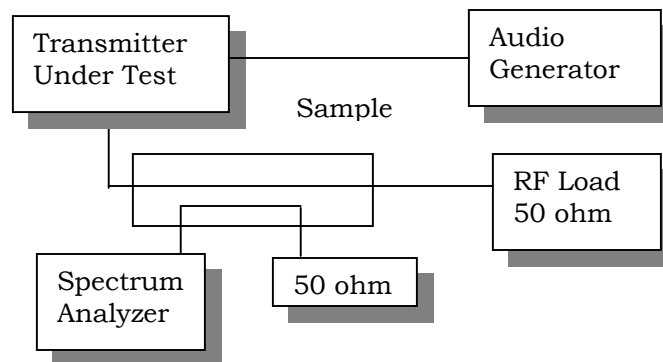 Transmitter
Under Test
Audio
Generator
Sample
RF Load
50 ohm
Spectrum
Analyzer
50 ohm